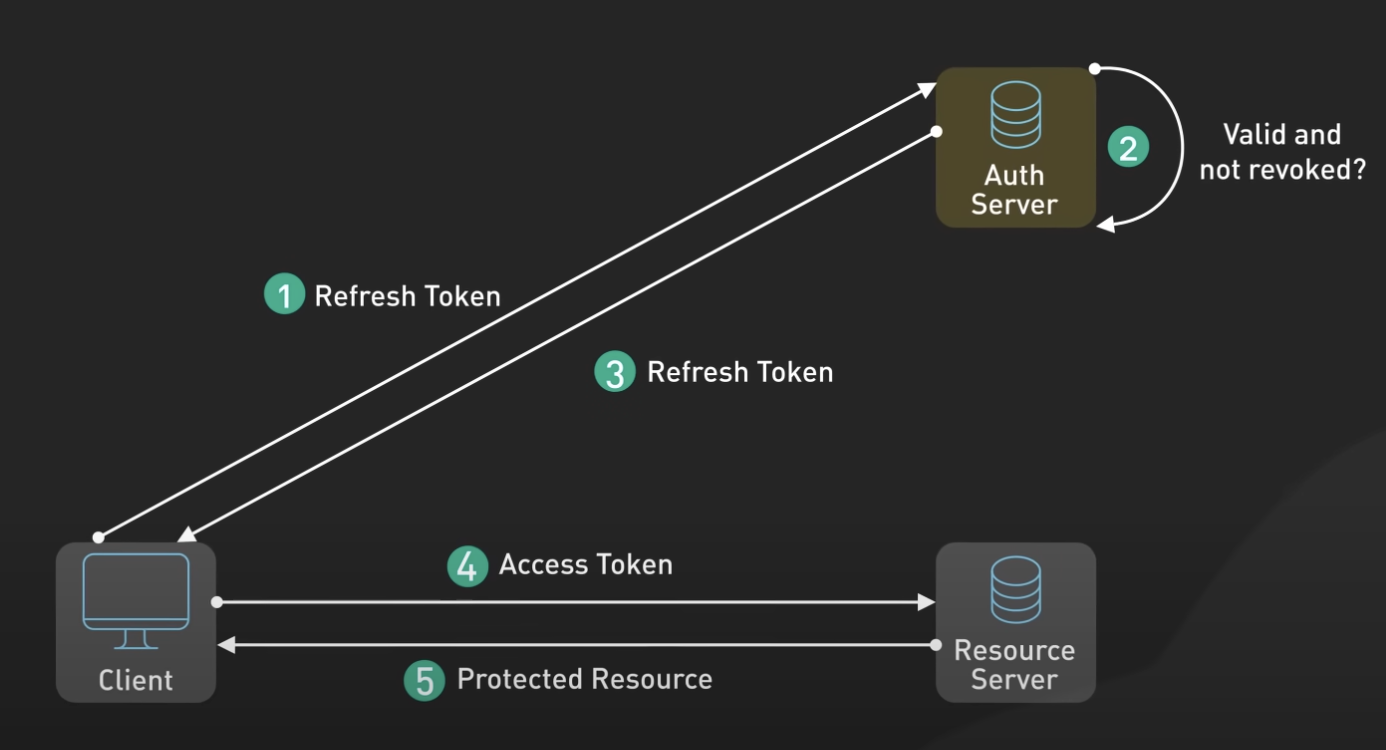 Auth
Server
2
Valid and
not revoked?
1 Refresh Token
3 Refresh Token
4 Access Token
5 Protected Resource
Client
Resource
Server